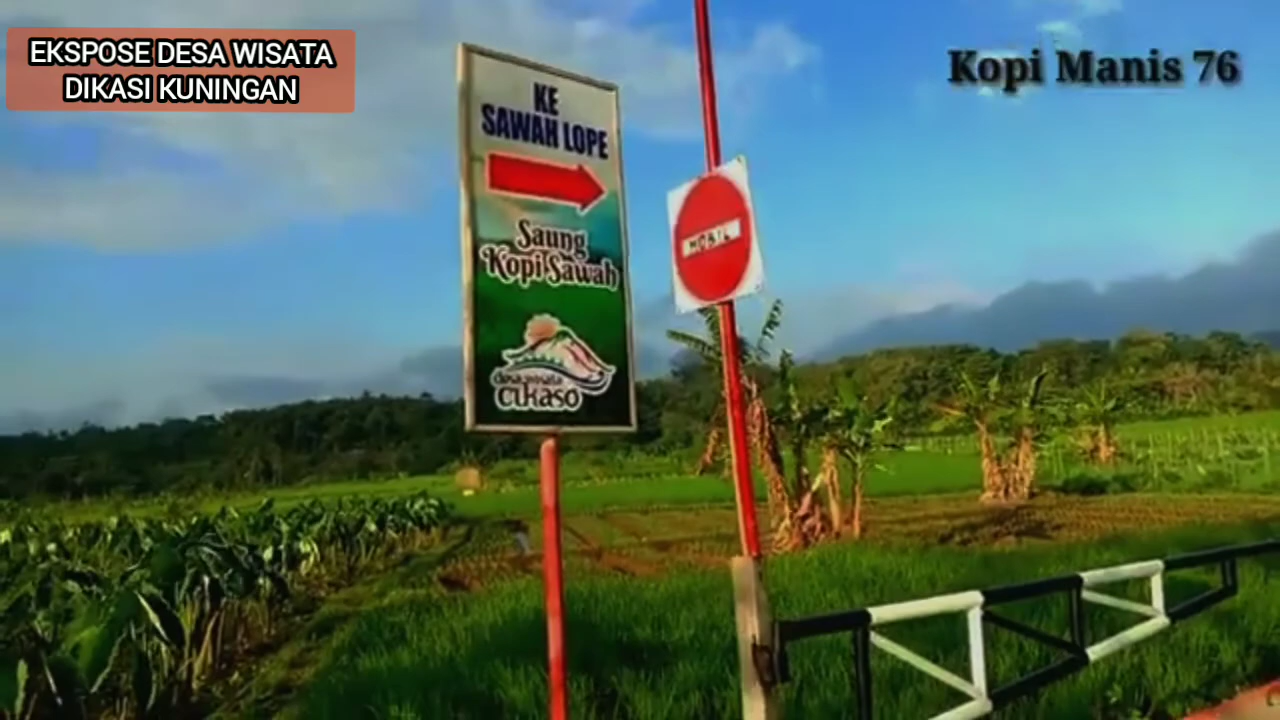 EKSPOSE DESA WISATA
DIKASI KUNINGAN
Kopi Manis 76
KE
SAWAH LOPE
Saung
Kopi Sawah
desa wisata
cikaso
MOBIL